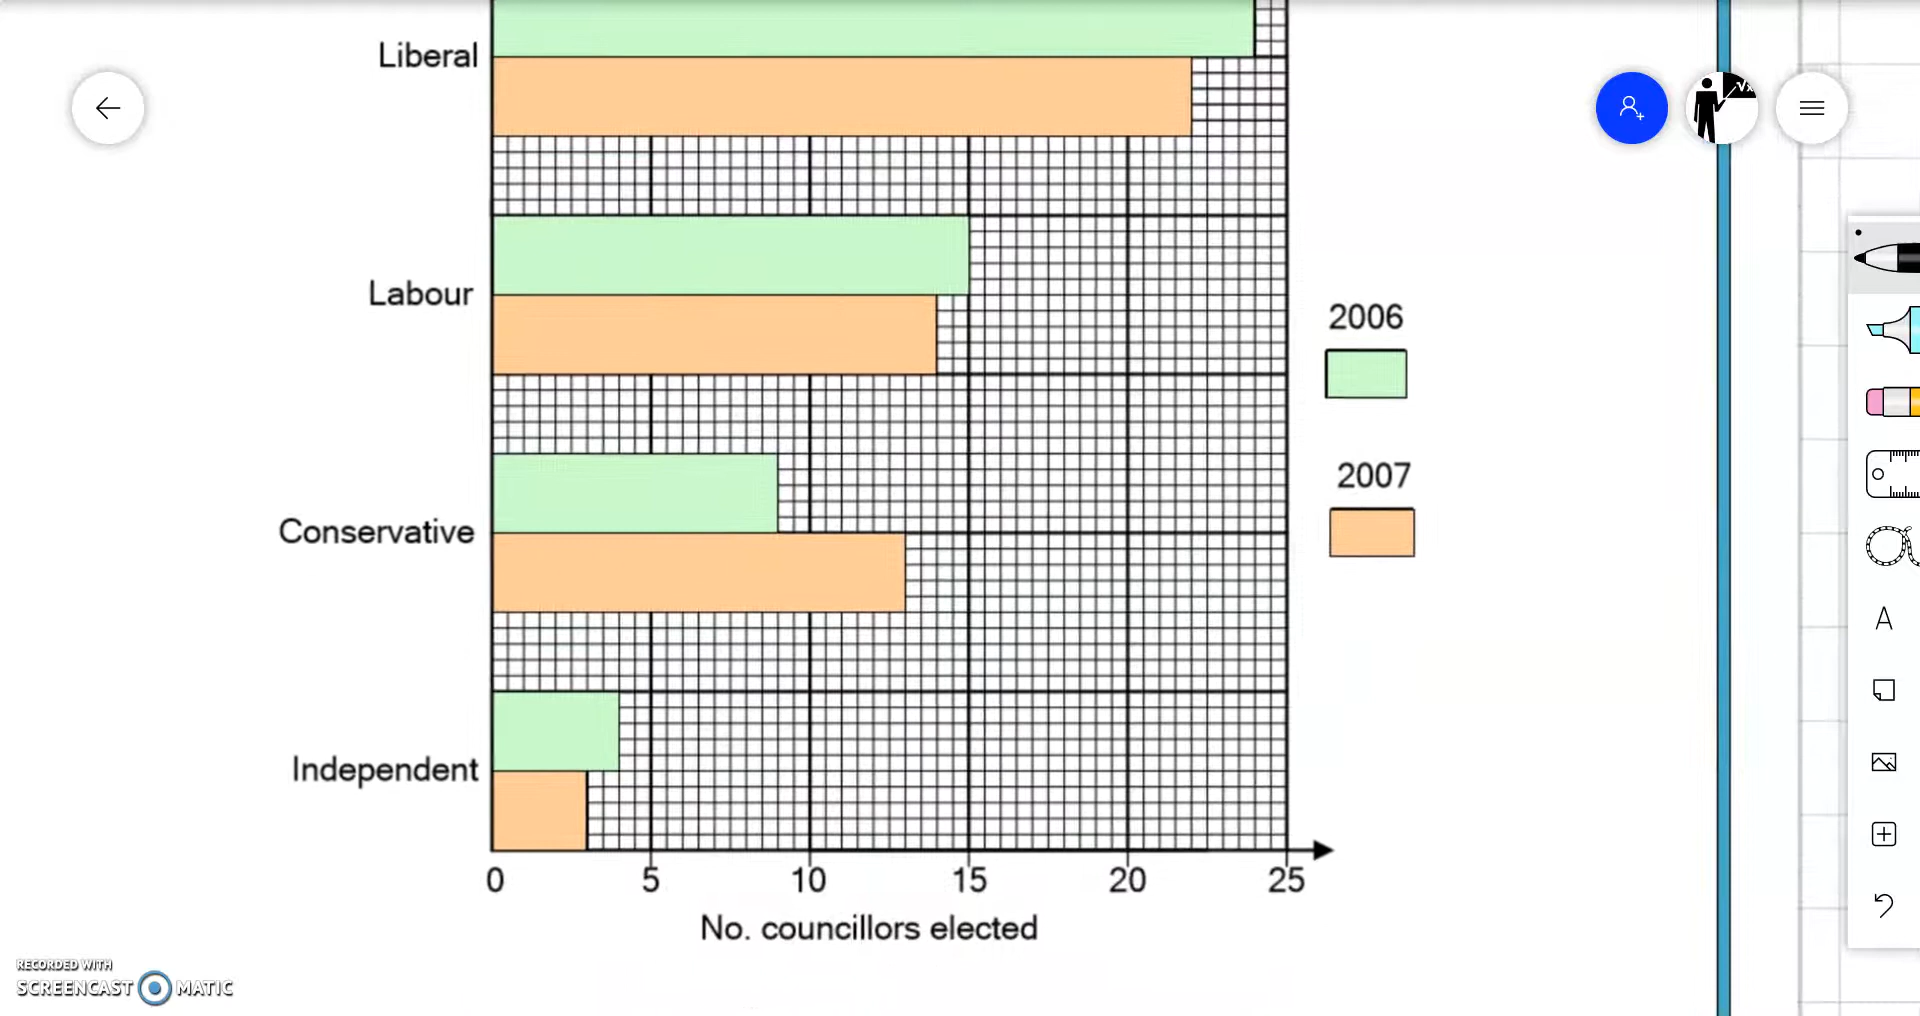 Liberal
Labour
2006
2007
Conservative
Independent
0 5 10 15 20 25
No. councillors elected
RECORDED WITH
SCREENCAST MATIC
A